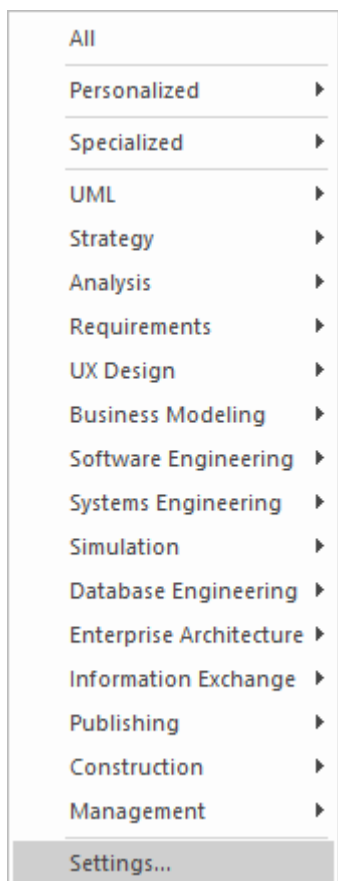 All
Personalized
Specialized
UML
Strategy
Analysis
Requirements
UX Design
Business Modeling
Software Engineering
Systems Engineering
Simulation
Database Engineering
Enterprise Architecture
Information Exchange
Publishing
Construction
Management
Settings...